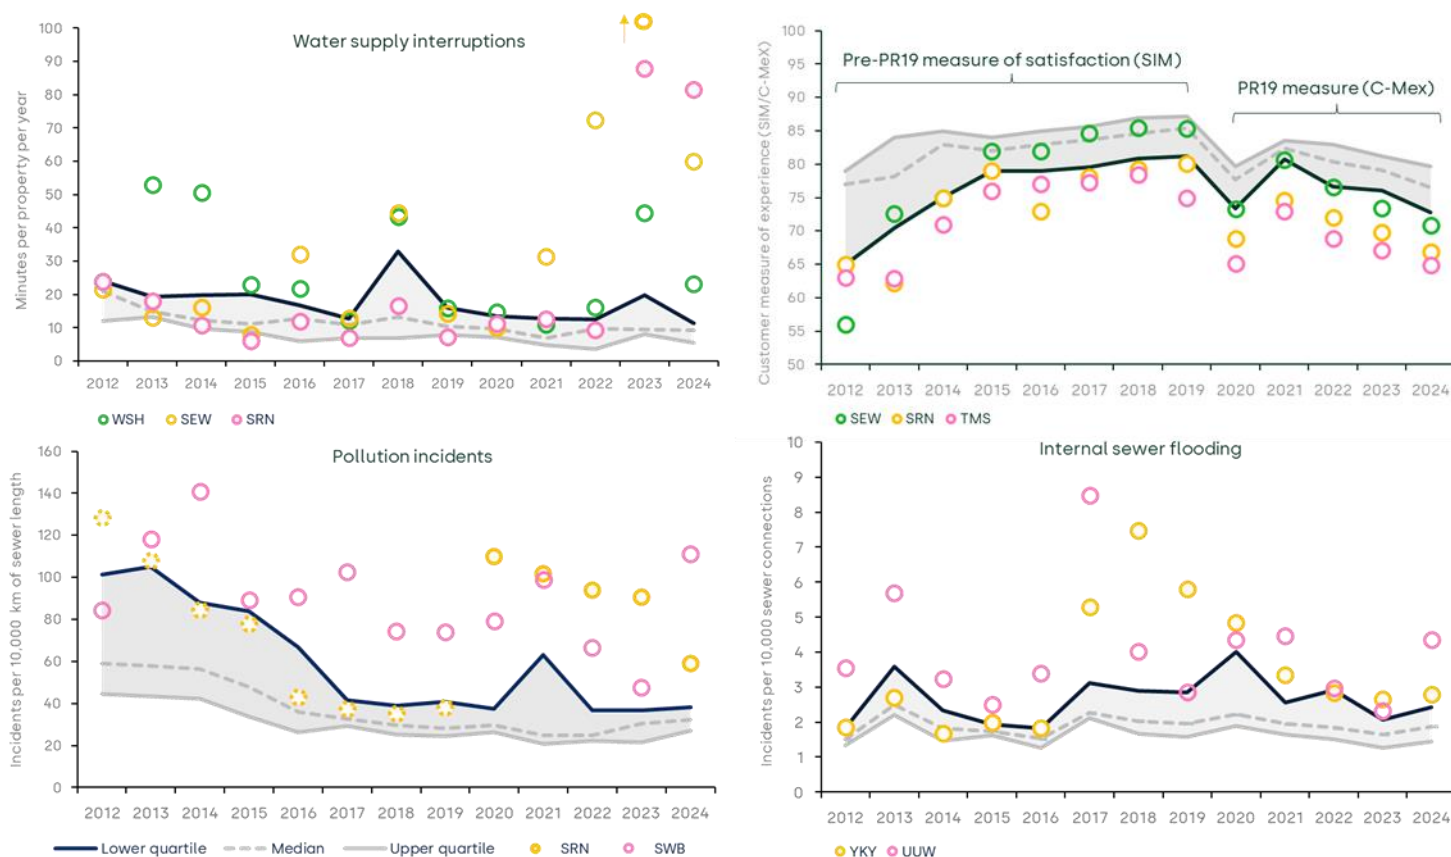 Water supply interruptions
Minutes per property per year
100
90
80
70
60
50
40
30
20
10
0
2012 2013 2014 2015 2016 2017 2018 2019 2020 2021 2022 2023 2024
WSH SEW SRN
Pre-PR19 measure of satisfaction (SIM)
PR19 measure (C-Mex)
Customer measure of experience (SIM/C-MeX)
100
95
90
85
80
75
70
65
60
55
50
2012 2013 2014 2015 2016 2017 2018 2019 2020 2021 2022 2023 2024
SEW SRN TMS
Pollution incidents
Incidents per 10,000 km of sewer length
160
140
120
100
80
60
40
20
0
2012 2013 2014 2015 2016 2017 2018 2019 2020 2021 2022 2023 2024
Lower quartile Median Upper quartile SRN SWB
Internal sewer flooding
Incidents per 10,000 sewer connections
10
9
8
7
6
5
4
3
2
1
0
2012 2013 2014 2015 2016 2017 2018 2019 2020 2021 2022 2023 2024
YKY UUW